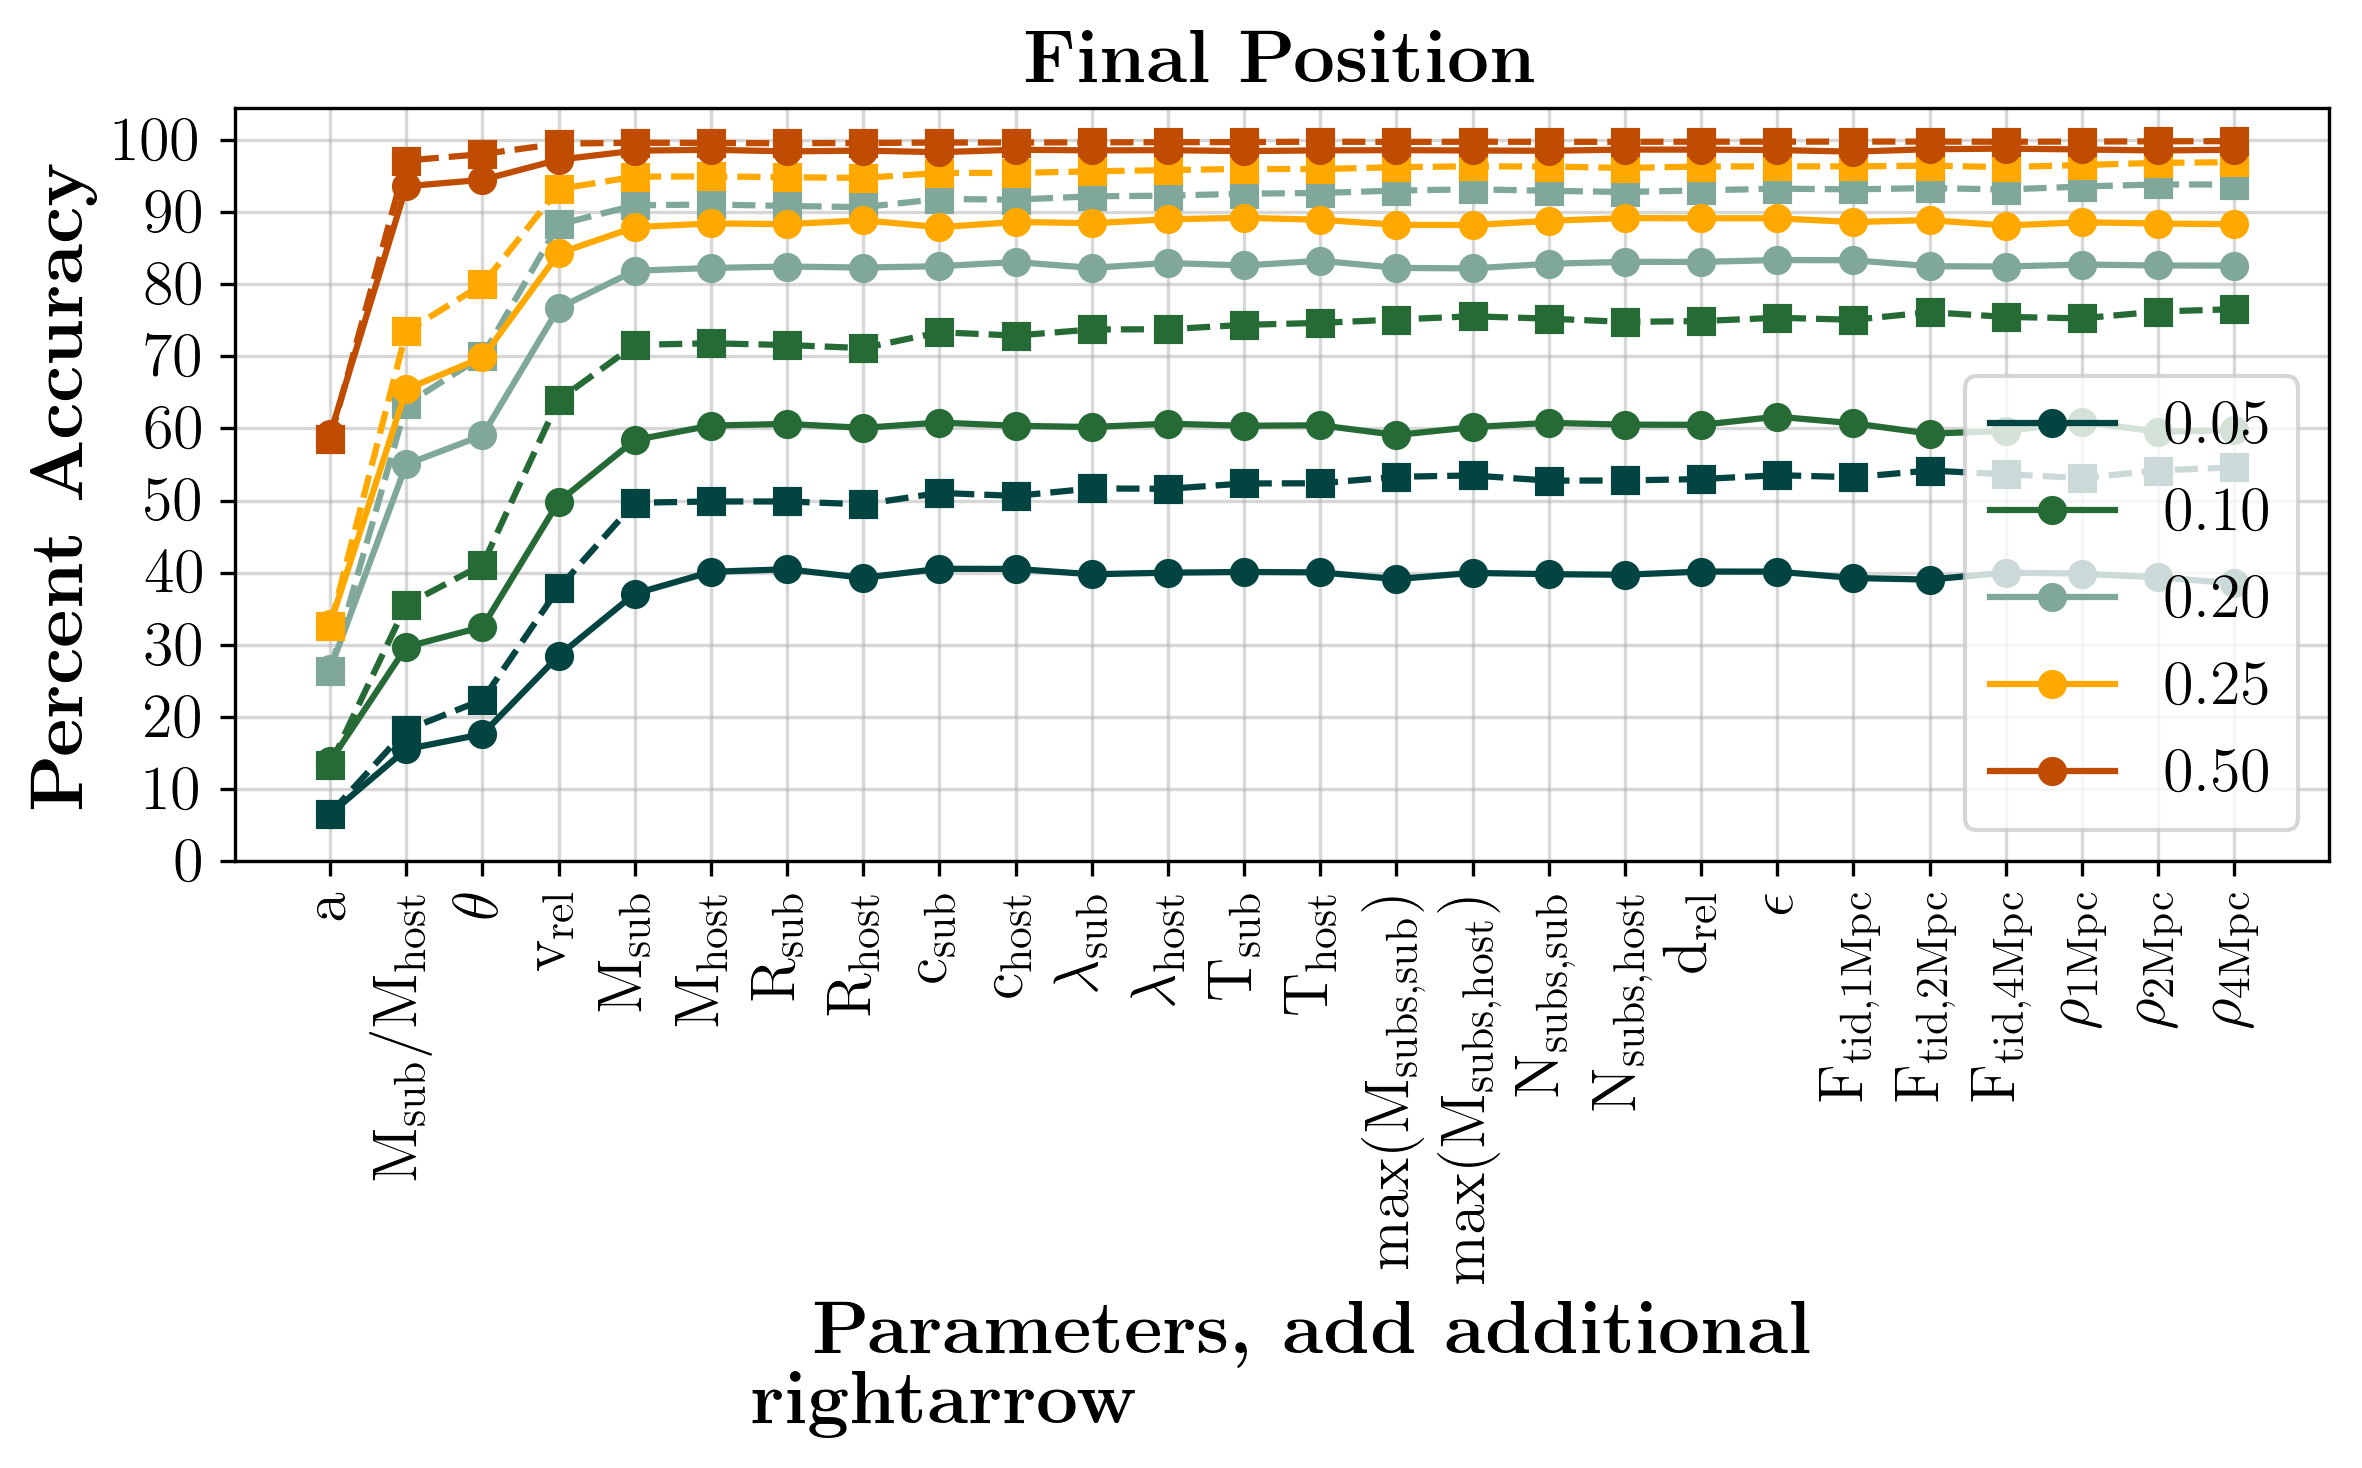 Final Position
Percent Accuracy
100
90
80
70
60
50
40
30
20
10
0
0.05
0.10
0.20
0.25
0.50
a
M_sub/M_host
θ
v_rel
M_sub
M_host
R_sub
R_host
c_sub
c_host
λ_sub
λ_host
T_sub
T_host
max(M_subs,sub)
max(M_subs,host)
N_subs,sub
N_subs,host
d_rel
ϵ
F_tid,1Mpc
F_tid,2Mpc
F_tid,4Mpc
ρ_1Mpc
ρ_2Mpc
ρ_4Mpc
Parameters, add additional
rightarrow